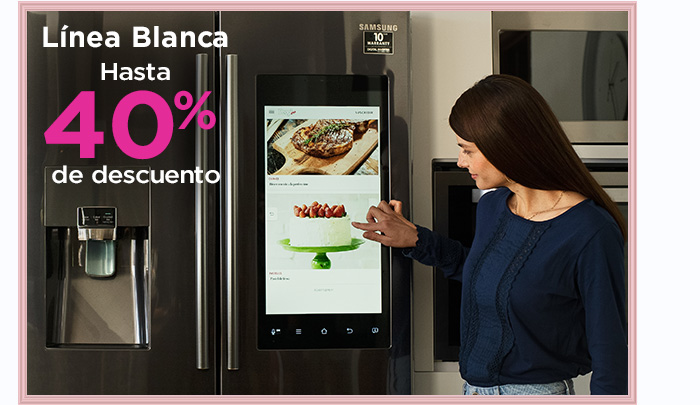 Línea Blanca
Hasta
40%
de descuento
SAMSUNG
10
WARRANTY